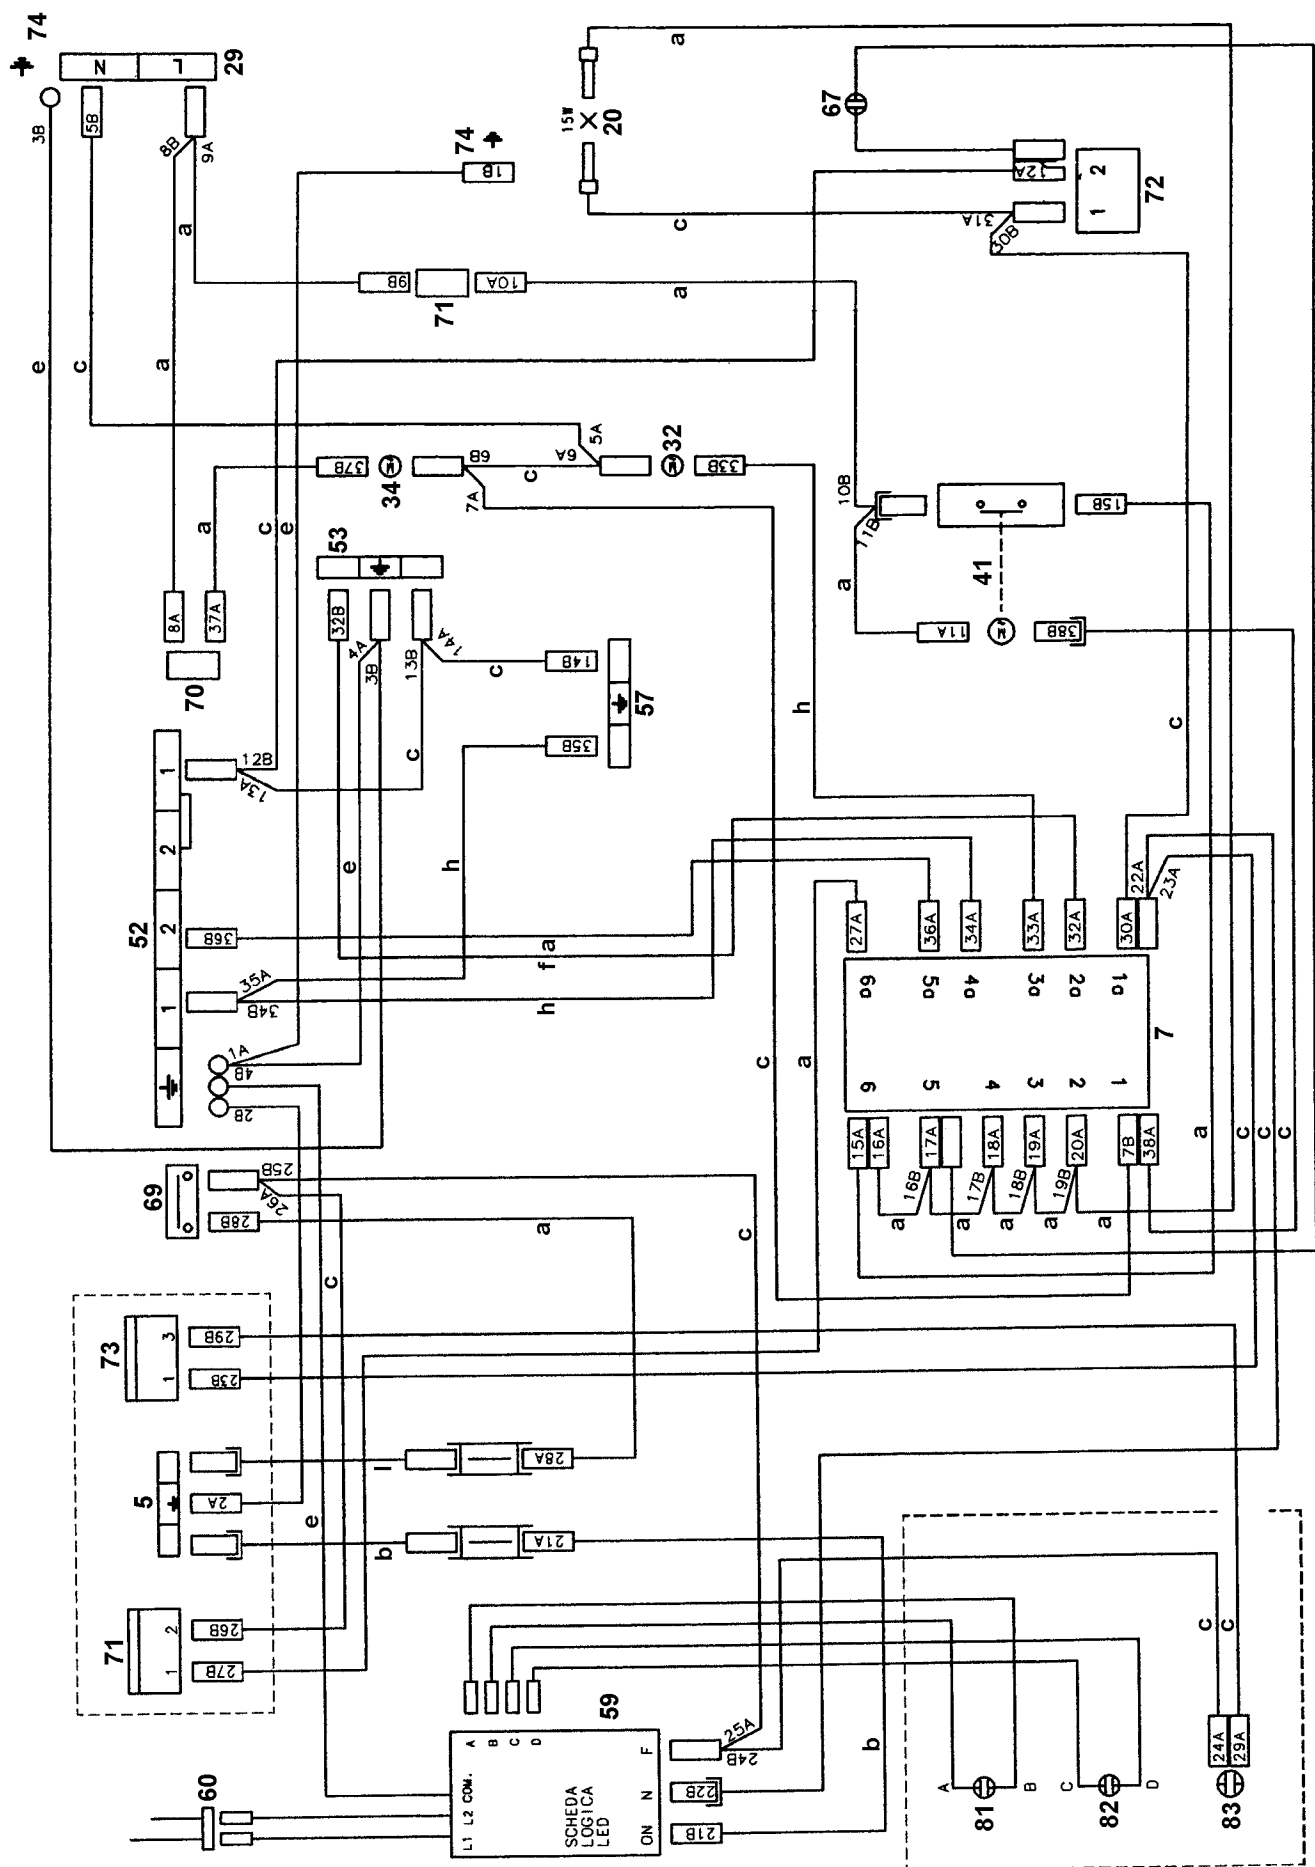 74
3B
N
L
29
5B
8B
9A
a
e
c
a
74
1B
15W
20
a
67
12A
2
1
72
31A
30B
c
9B
71
10A
a
5A
6A
32
33B
37B
34
6B
7A
c
a
c
e
53
32B
4A
3B
13B
14A
c
14B
57
35B
c
8A
37A
70
10B
11B
a
15B
41
11A
38B
h
c
52
1
2
2
1
12B
13A
36B
35A
34B
1A
4B
2B
e
h
a
f
h
c
a
27A
36A
34A
33A
32A
30A
22A
23A
6a
5a
4a
3a
2a
1a
7
6
5
4
3
2
1
15A
16A
17A
18A
19A
20A
7B
38A
16B
17B
18B
19B
a
a
a
a
a
c
c
c
69
25B
26A
28B
a
c
c
73
1
3
29B
23B
5
2A
l
b
28A
21A
e
71
1
2
26B
27B
60
L1
L2
COM.
A
B
C
D
59
SCHEDA
LOGICA
LED
ON
N
F
25A
24B
22B
21B
b
A
81
B
C
82
D
c
c
24A
29A
83